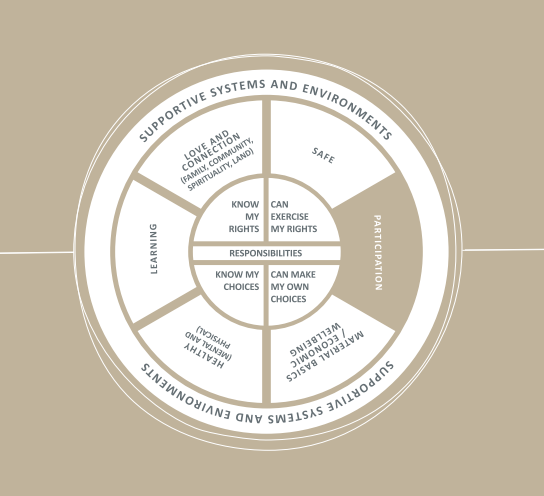 SUPPORTIVE SYSTEMS AND ENVIRONMENTS
LOVE AND
CONNECTION
(FAMILY, COMMUNITY,
SPIRITUALITY, LAND)
SAFE
LEARNING
PARTICIPATION
KNOW
MY
RIGHTS
CAN
EXERCISE
MY RIGHTS
RESPONSIBILITIES
KNOW MY
CHOICES
CAN MAKE
MY OWN
CHOICES
HEALTHY
(MENTAL AND
PHYSICAL)
MATERIAL BASICS
/ ECONOMIC
WELLBEING
SUPPORTIVE SYSTEMS AND ENVIRONMENTS